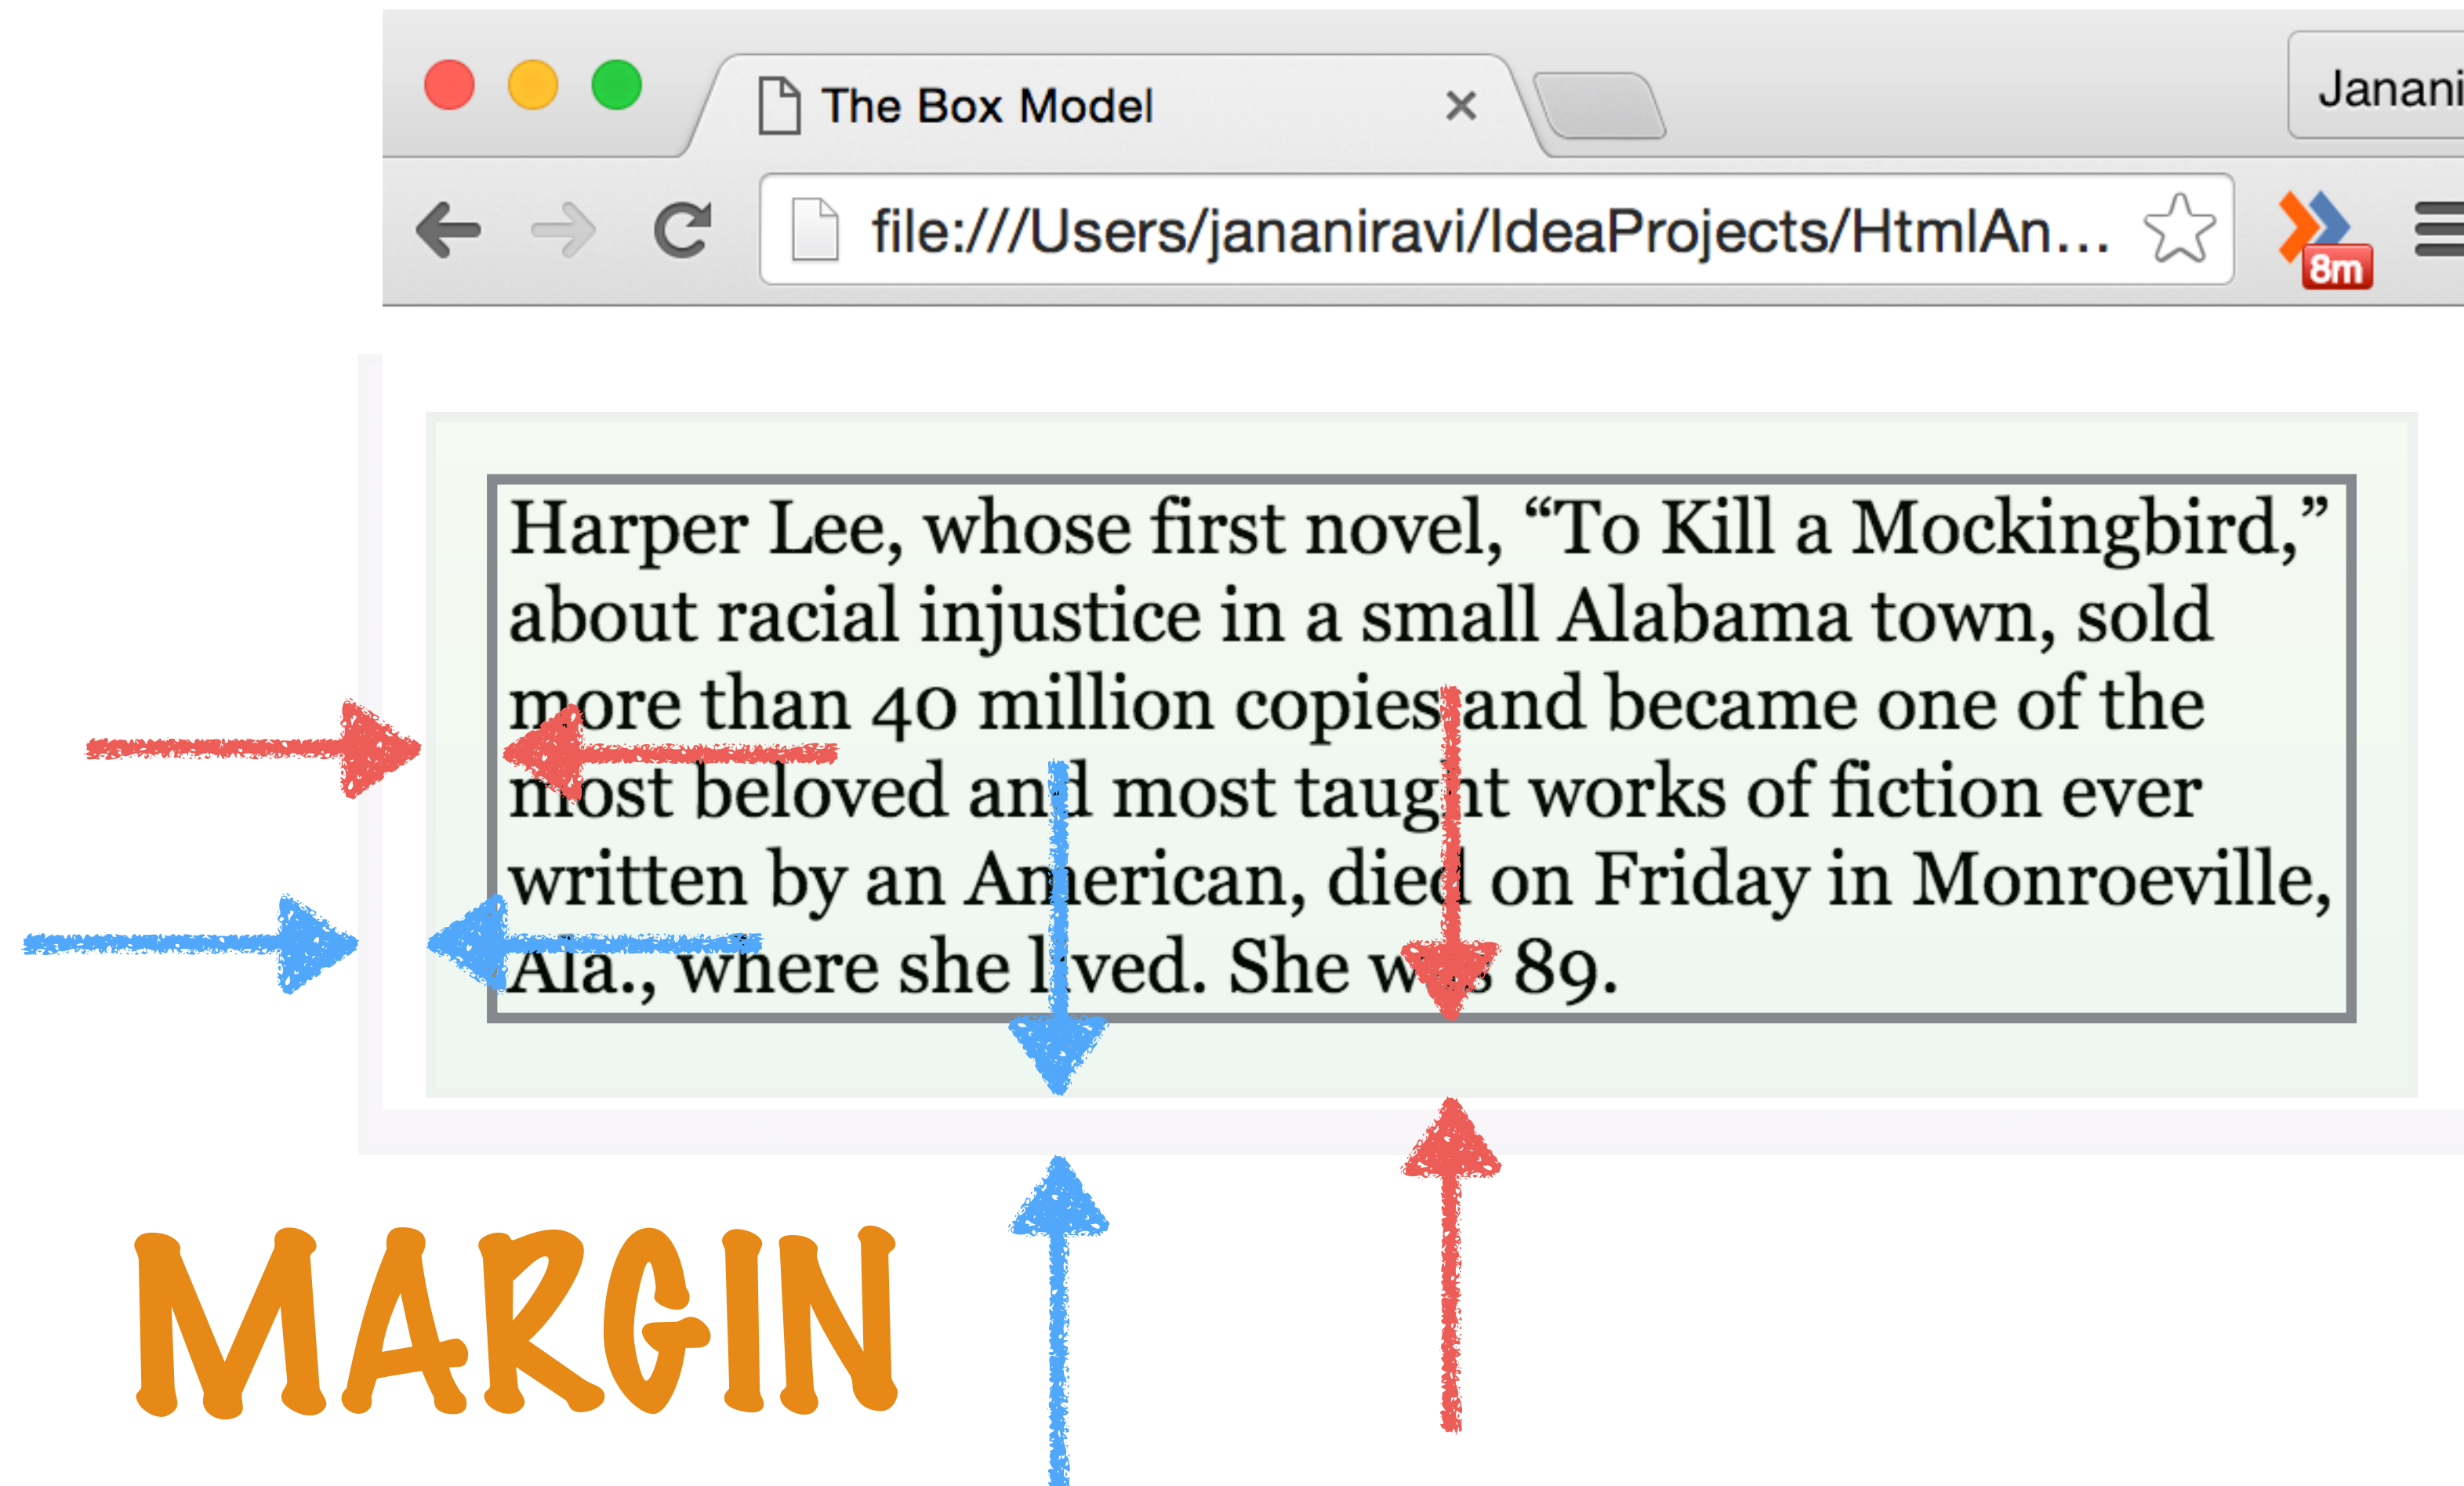 The Box Model
Janani
file:///Users/jananiravi/IdeaProjects/HtmlAn...
8m
Harper Lee, whose first novel, “To Kill a Mockingbird,”
about racial injustice in a small Alabama town, sold
more than 40 million copies and became one of the
most beloved and most taught works of fiction ever
written by an American, died on Friday in Monroeville,
Ala., where she lived. She was 89.
MARGIN